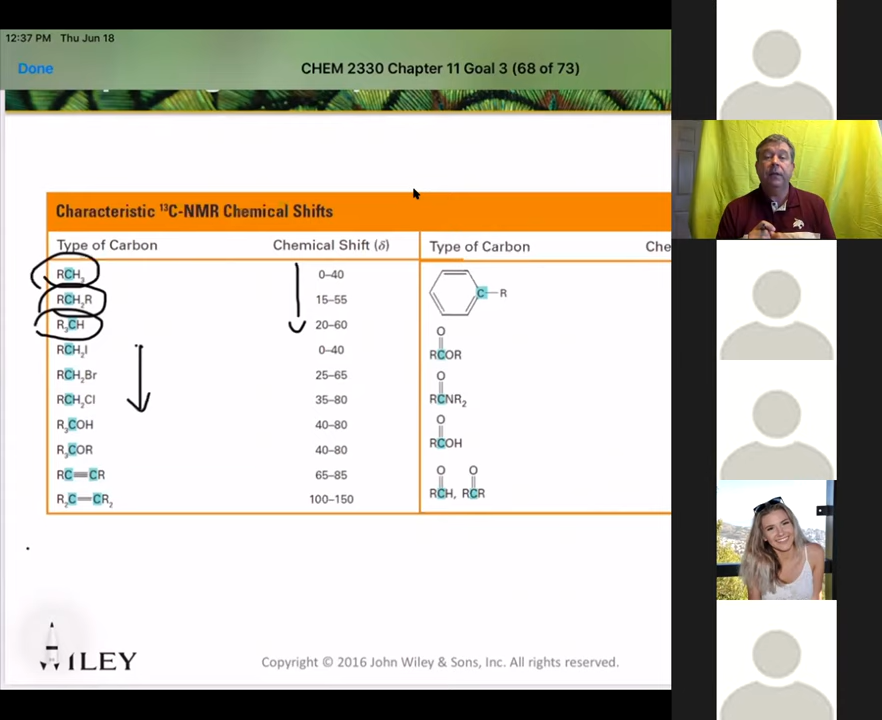 12:37 PM Thu Jun 18
Done
CHEM 2330 Chapter 11 Goal 3 (68 of 73)
Characteristic ¹³C-NMR Chemical Shifts
Type of Carbon Chemical Shift (δ) Type of Carbon Che
RCH₃ 0–40
RCH₂R 15–55
C—R
R₃CH 20–60
RCH₂I 0–40
O
RCOR
RCH₂Br 25–65
O
RCH₂Cl 35–80
RCNR₂
R₃COH 40–80
O
RCOH
R₃COR 40–80
RC≡CR 65–85
O O
RCH, RCR
R₂C=CR₂ 100–150
WILEY
Copyright © 2016 John Wiley & Sons, Inc. All rights reserved.